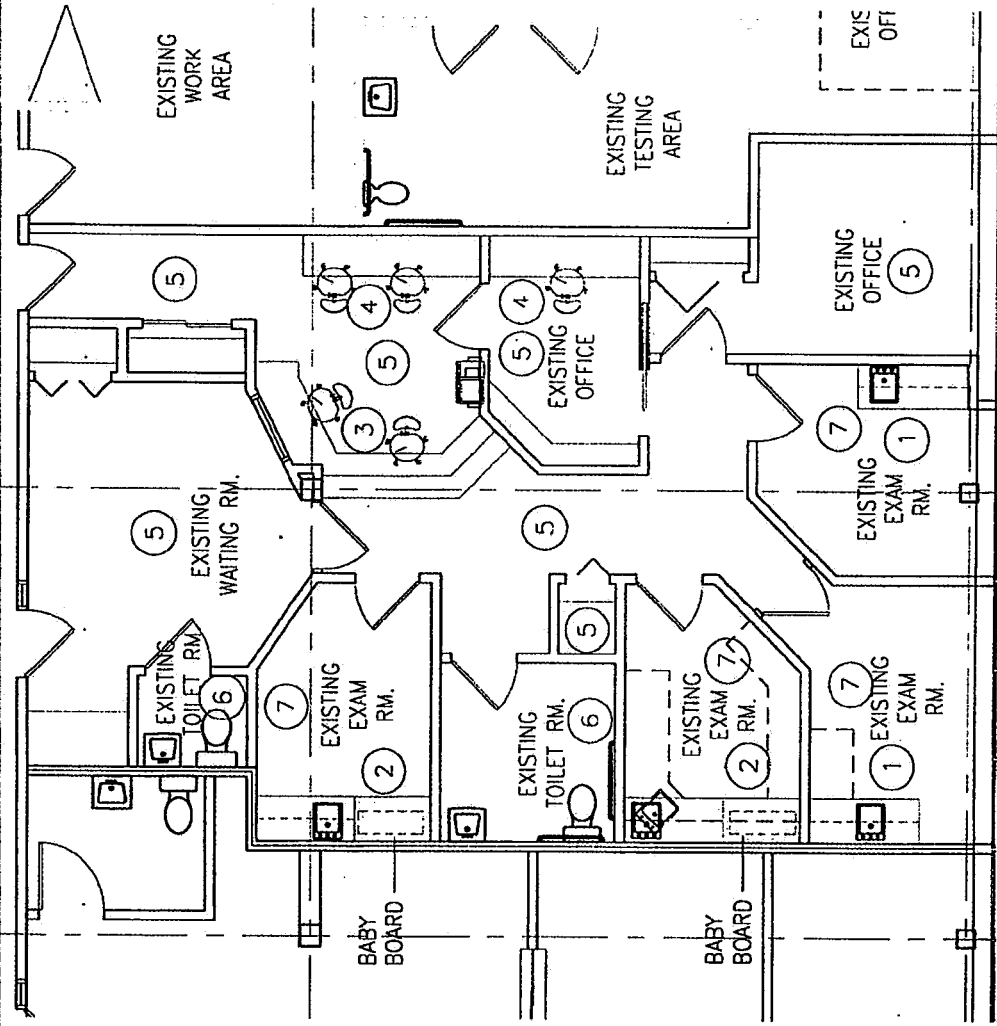 EXISTING
WORK
AREA
EXIS
OFF
EXISTING
TESTING
AREA
5
4
5
3
4
5
EXISTING
OFFICE
EXISTING
OFFICE
5
5
EXISTING
WAITING RM.
5
7
1
EXISTING
EXAM
RM.
EXISTING
TOILET RM.
6
7
EXISTING
EXAM
RM.
2
5
EXISTING
TOILET RM.
6
7
EXISTING
EXAM
RM.
2
7
EXISTING
EXAM
RM.
1
BABY
BOARD
BABY
BOARD